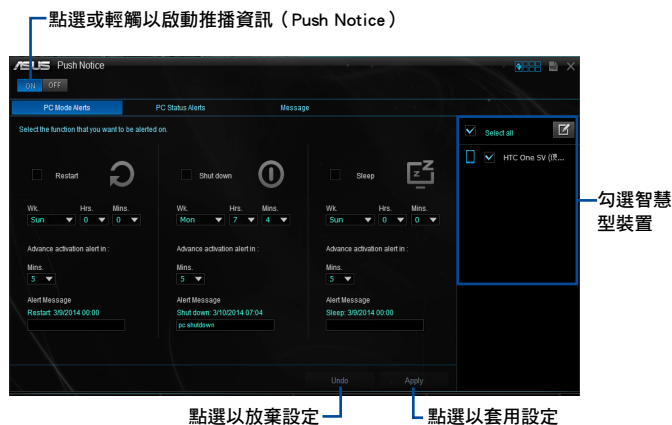 點選或輕觸以啟動推播資訊（Push Notice）
ASUS Push Notice
ON OFF
PC Mode Alerts PC Status Alerts Message
Select the function that you want to be alerted on.
Select all
HTC One SV (便...
Restart Shut down Sleep
勾選智慧
型裝置
Wk. Hrs. Mins. Wk. Hrs. Mins. Wk. Hrs. Mins.
Sun 0 0 Mon 7 4 Sun 0 0
Advance activation alert in : Advance activation alert in : Advance activation alert in :
Mins. Mins. Mins.
5 5 5
Alert Message Alert Message Alert Message
Restart: 3/9/2014 00:00 Shut down: 3/10/2014 07:04 Sleep: 3/9/2014 00:00
pc shutdown
Undo Apply
點選以放棄設定 點選以套用設定